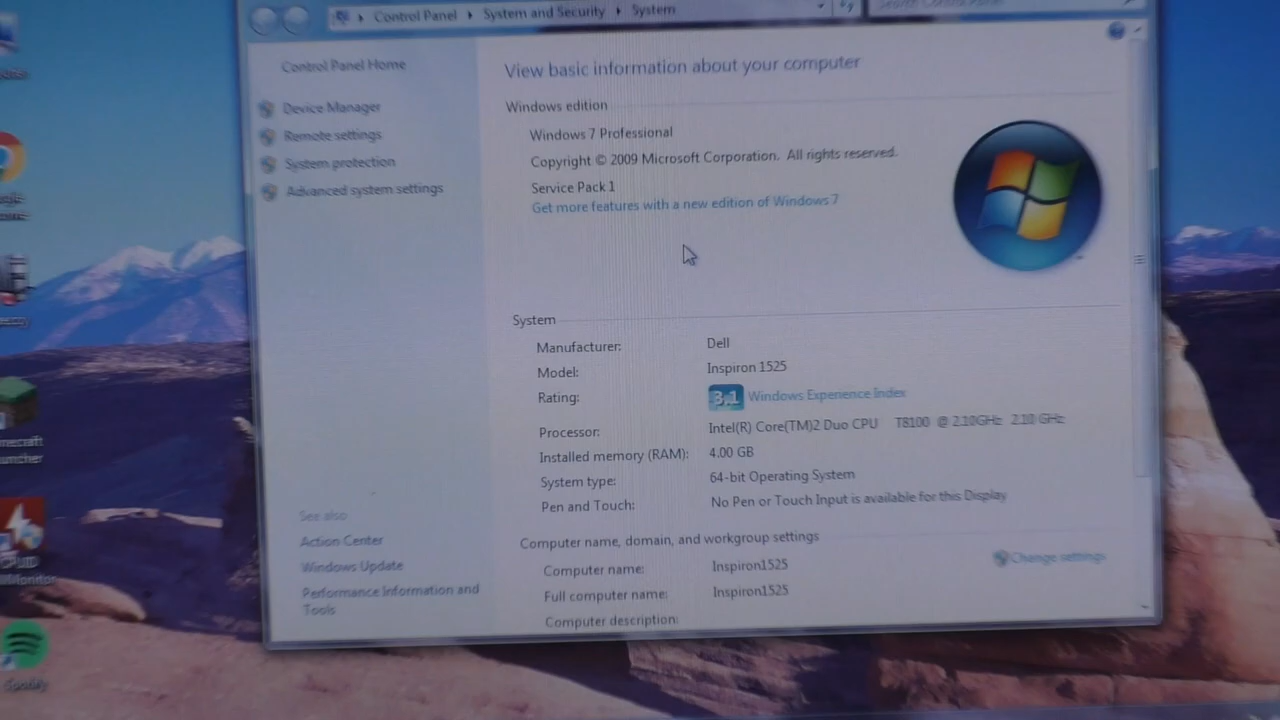 Control Panel
System and Security
System
Control Panel Home
Device Manager
Remote settings
System protection
Advanced system settings
View basic information about your computer
Windows edition
Windows 7 Professional
Copyright © 2009 Microsoft Corporation. All rights reserved.
Service Pack 1
Get more features with a new edition of Windows 7
System
Manufacturer: Dell
Model: Inspiron 1525
Rating: 3,1 Windows Experience Index
Processor: Intel(R) Core(TM)2 Duo CPU T8100 @ 2.10GHz 2.10 GHz
Installed memory (RAM): 4.00 GB
System type: 64-bit Operating System
Pen and Touch: No Pen or Touch Input is available for this Display
Computer name, domain, and workgroup settings
Computer name: Inspiron1525
Change settings
Full computer name: Inspiron1525
Computer description:
See also
Action Center
Windows Update
Performance Information and
Tools
Spotify